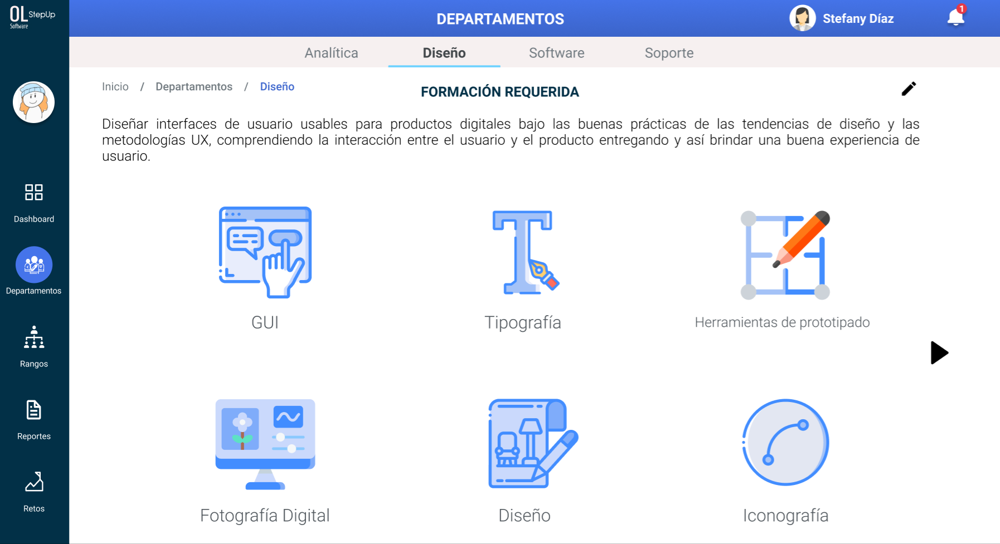 OL StepUp
Software
DEPARTAMENTOS
Stefany Díaz
1
Analítica
Diseño
Software
Soporte
Inicio / Departamentos / Diseño
FORMACIÓN REQUERIDA
Diseñar interfaces de usuario usables para productos digitales bajo las buenas prácticas de las tendencias de diseño y las
metodologías UX, comprendiendo la interacción entre el usuario y el producto entregando y así brindar una buena experiencia de
usuario.
Dashboard
Departamentos
Rangos
Reportes
Retos
GUI
Tipografía
Herramientas de prototipado
Fotografía Digital
Diseño
Iconografía